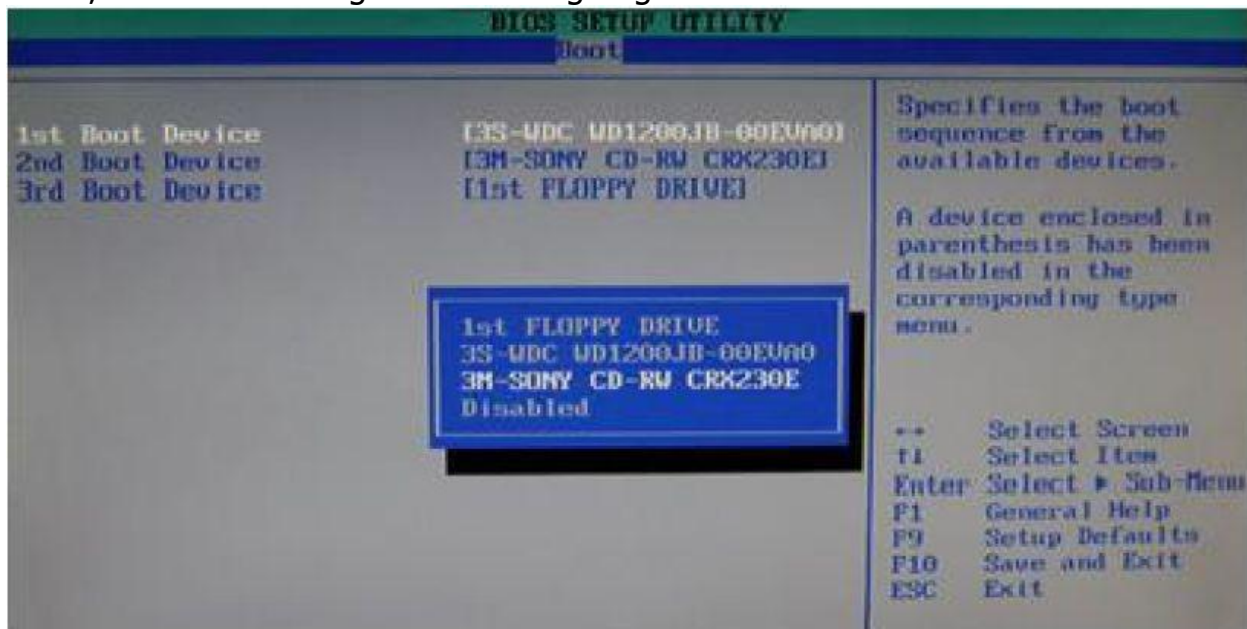 BIOS SETUP UTILITY
Boot
1st Boot Device [3S-WDC WD1200JB-00EVA0]
2nd Boot Device [3M-SONY CD-RW CRX230E]
3rd Boot Device [1st FLOPPY DRIVE]
1st FLOPPY DRIVE
3S-WDC WD1200JB-00EVA0
3M-SONY CD-RW CRX230E
Disabled
Specifies the boot
sequence from the
available devices.
A device enclosed in
parenthesis has been
disabled in the
corresponding type
menu.
↔ Select Screen
↑↓ Select Item
Enter Select ▶ Sub-Menu
F1 General Help
F9 Setup Defaults
F10 Save and Exit
ESC Exit